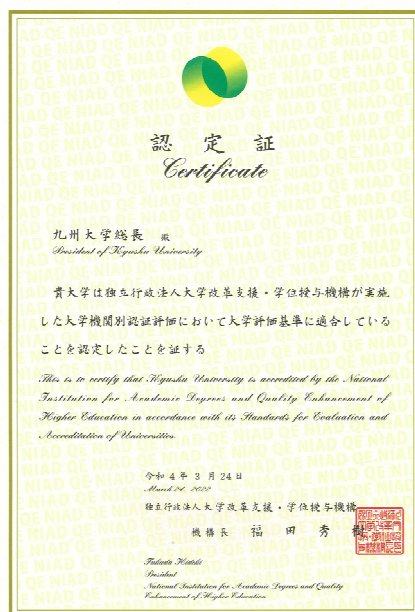 認定証
Certificate
九州大学総長 殿
President of Kyushu University
貴大学は独立行政法人大学改革支援・学位授与機構が実施
した大学機関別認証評価において大学評価基準に適合している
ことを認定したことを証する
This is to certify that Kyushu University is accredited by the National
Institution for Academic Degrees and Quality Enhancement of
Higher Education in accordance with its Standards for Evaluation and
Accreditation of Universities.
令和4年3月24日
March 24, 2022
独立行政法人大学改革支援・学位授与機構
機構長 福田秀樹
Fukuda Hideki
President
National Institution for Academic Degrees and Quality
Enhancement of Higher Education